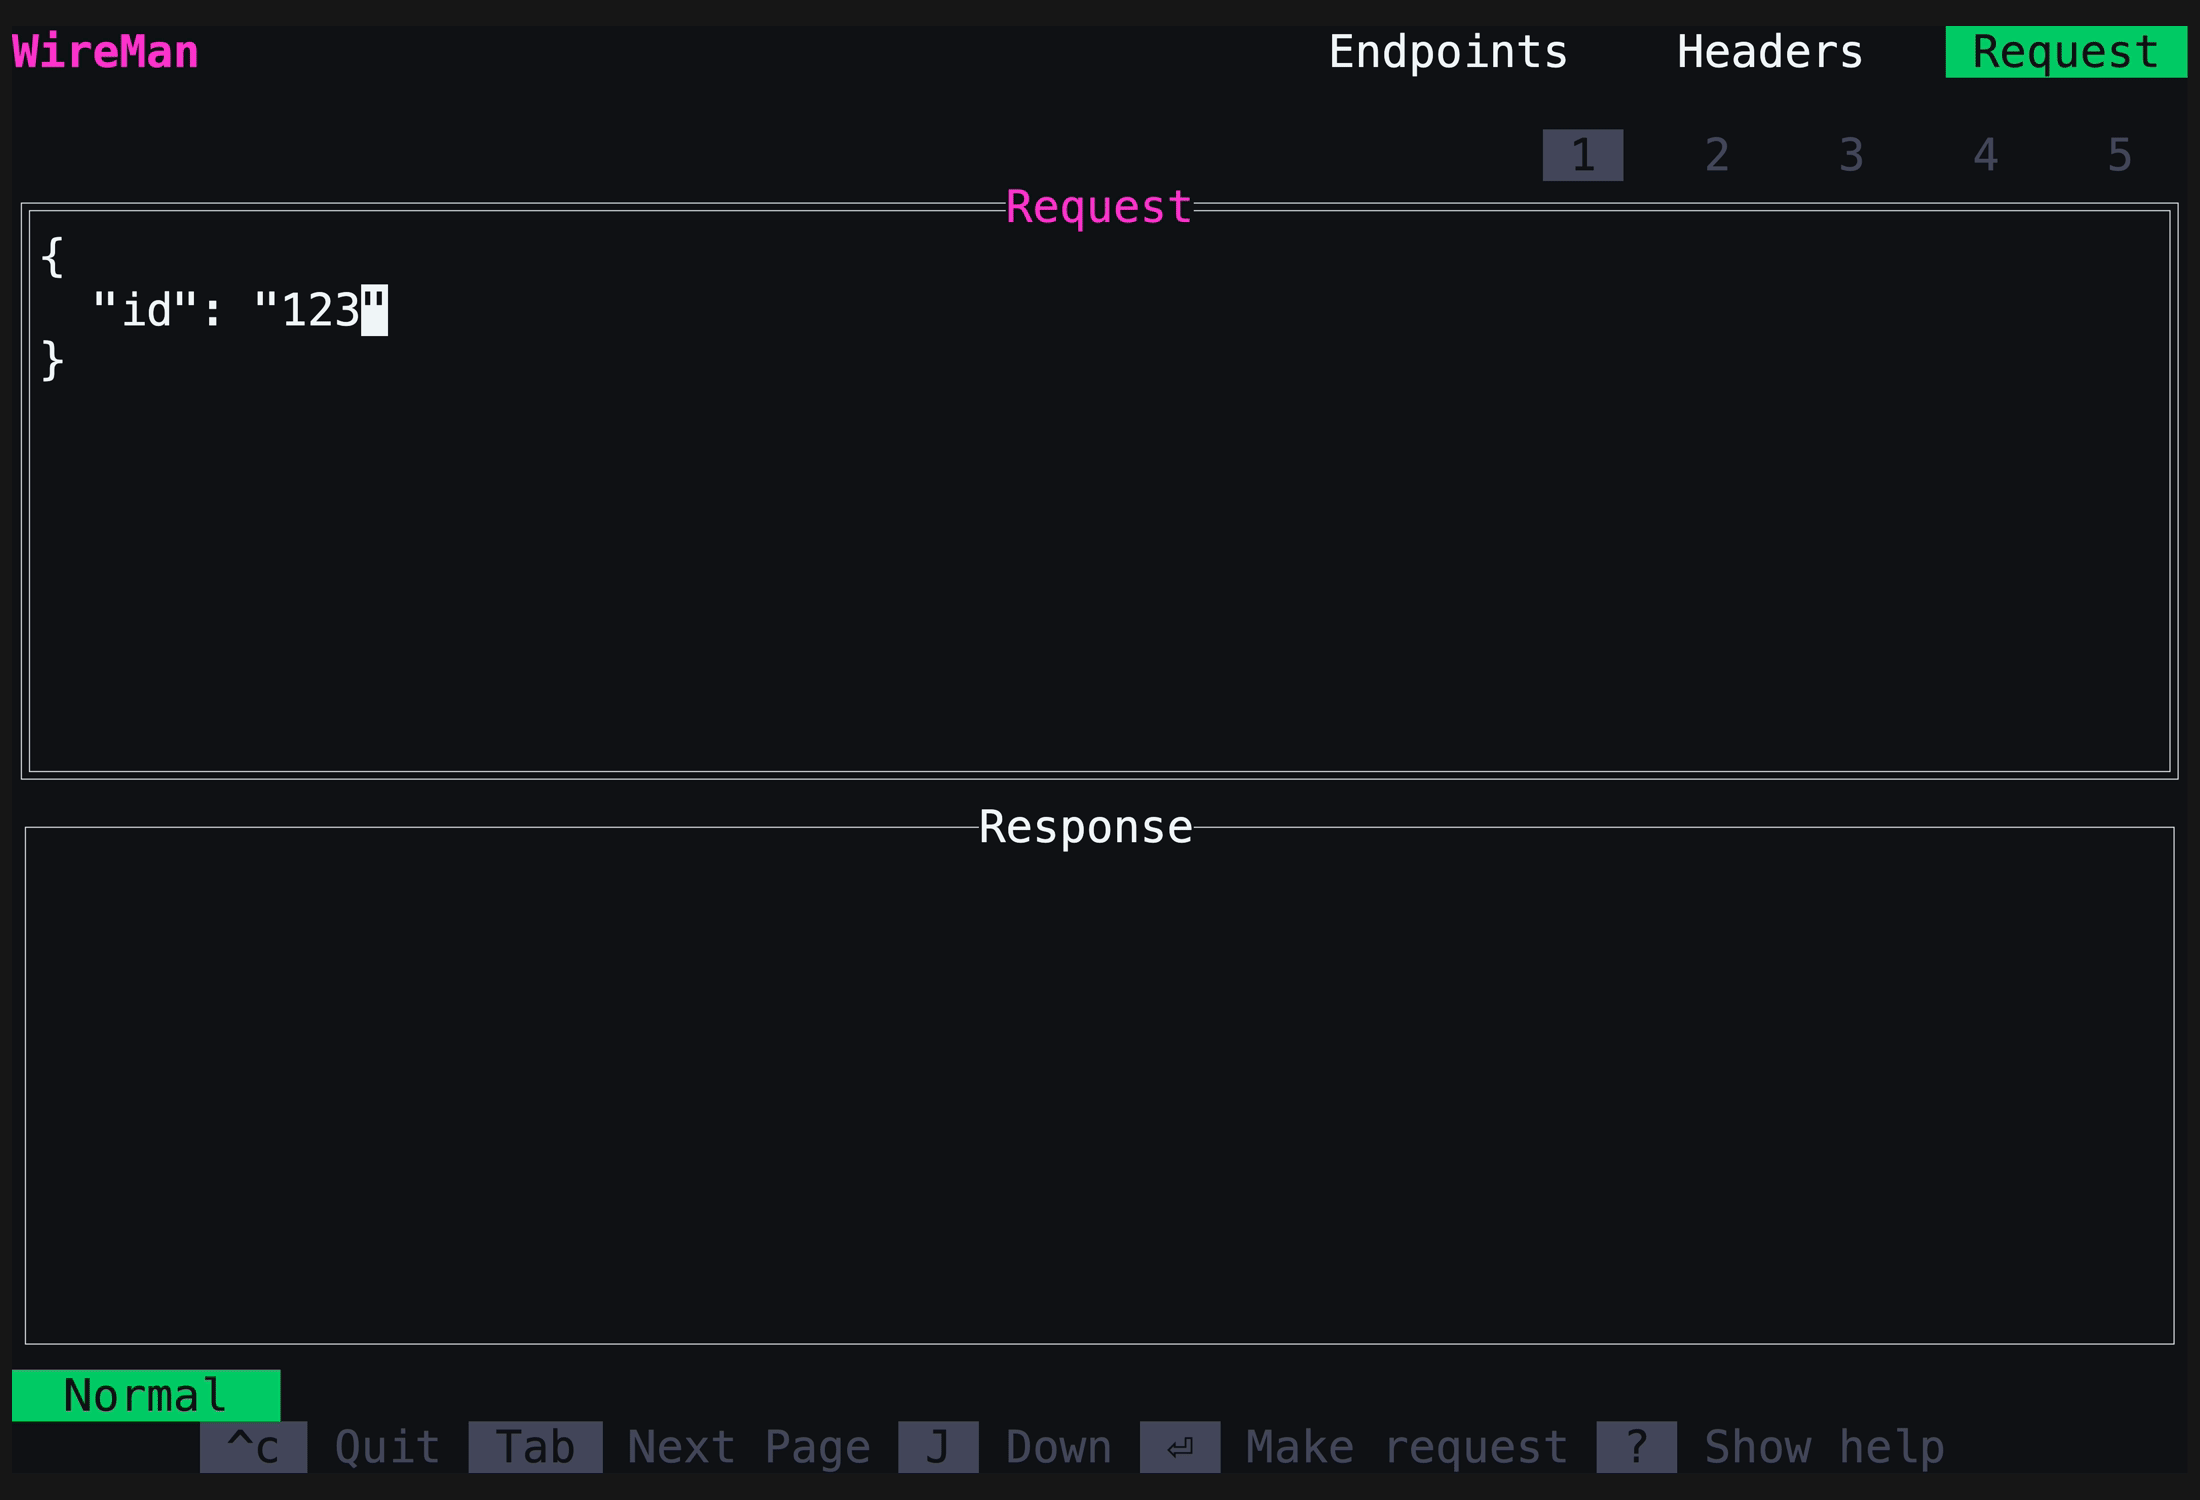 WireMan Endpoints Headers Request
1 2 3 4 5
Request
{
  "id": "123"
}
Response
Normal
^c Quit Tab Next Page J Down ⏎ Make request ? Show help